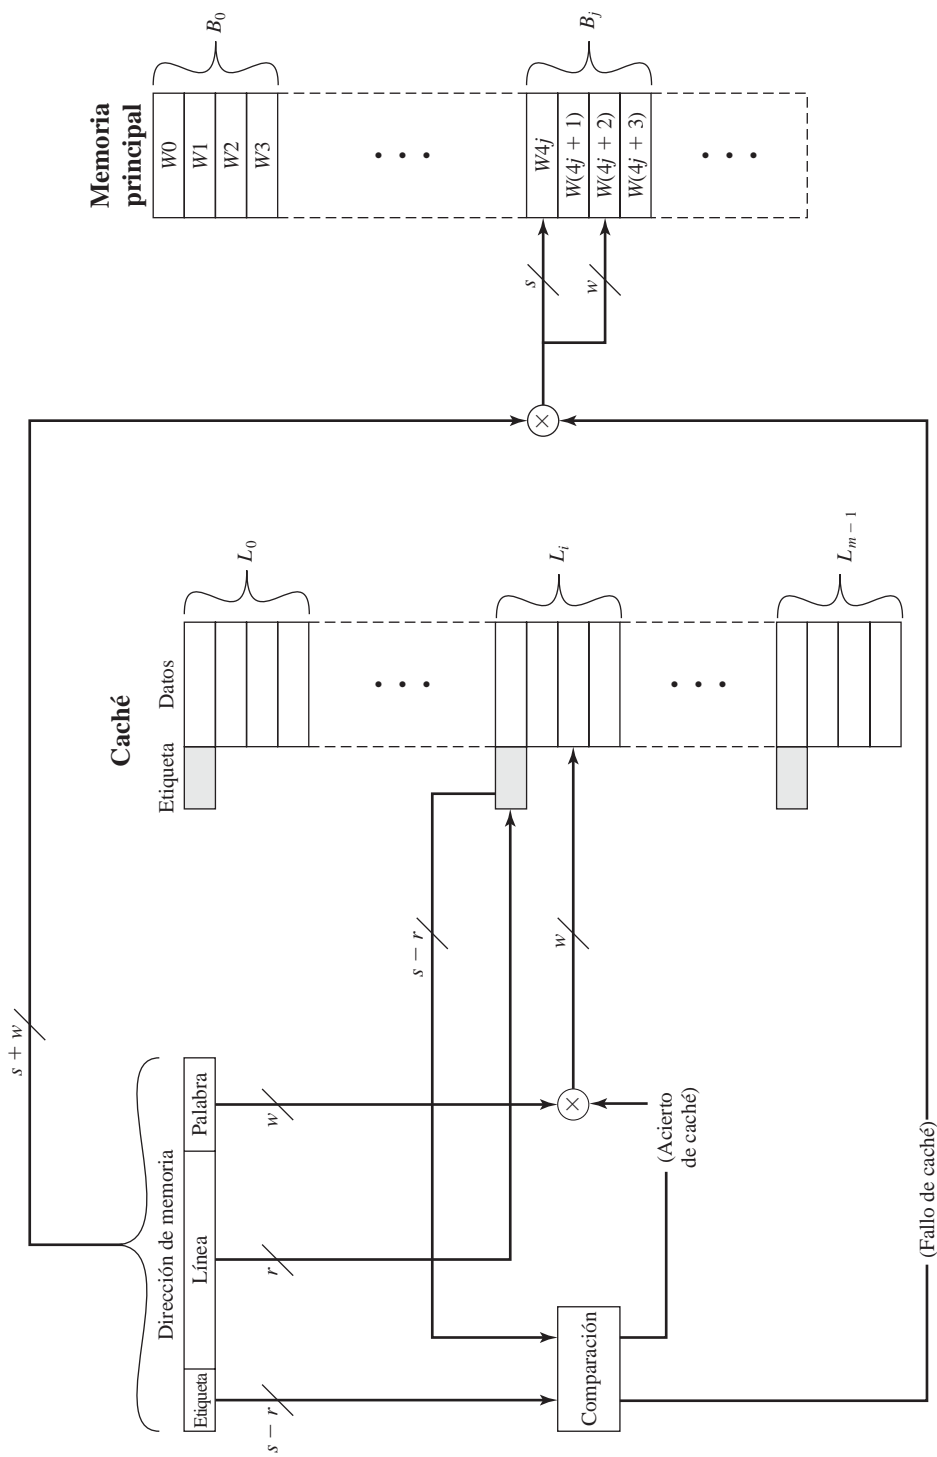 s + w
Dirección de memoria
Etiqueta
Línea
Palabra
s − r
r
w
Comparación
s − r
w
(Acierto
de caché)
(Fallo de caché)
Caché
Etiqueta
Datos
L0
• • •
Li
• • •
Lm − 1
s
w
Memoria
principal
W0
W1
W2
W3
B0
• • •
W4j
W(4j + 1)
W(4j + 2)
W(4j + 3)
Bj
• • •